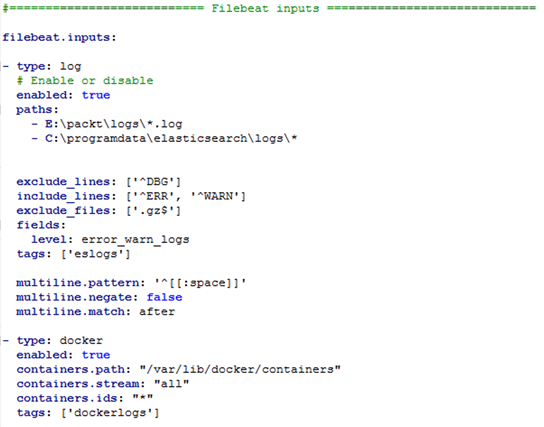 #=========================== Filebeat inputs =============================
filebeat.inputs:
- type: log
# Enable or disable
enabled: true
paths:
- E:\packt\logs\*.log
- C:\programdata\elasticsearch\logs\*
exclude_lines: ['^DBG']
include_lines: ['^ERR', '^WARN']
exclude_files: ['.gz$']
fields:
level: error_warn_logs
tags: ['eslogs']
multiline.pattern: '^[[:space]]'
multiline.negate: false
multiline.match: after
- type: docker
enabled: true
containers.path: "/var/lib/docker/containers"
containers.stream: "all"
containers.ids: "*"
tags: ['dockerlogs']